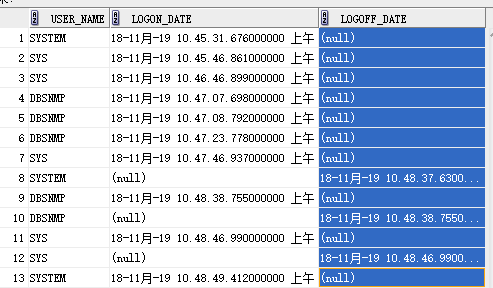 USER_NAME LOGON_DATE LOGOFF_DATE
1 SYSTEM 18-11月-19 10.45.31.676000000 上午 (null)
2 SYS 18-11月-19 10.45.46.861000000 上午 (null)
3 SYS 18-11月-19 10.46.46.899000000 上午 (null)
4 DBSNMP 18-11月-19 10.47.07.698000000 上午 (null)
5 DBSNMP 18-11月-19 10.47.08.792000000 上午 (null)
6 DBSNMP 18-11月-19 10.47.23.778000000 上午 (null)
7 SYS 18-11月-19 10.47.46.937000000 上午 (null)
8 SYSTEM (null) 18-11月-19 10.48.37.6300...
9 DBSNMP 18-11月-19 10.48.38.755000000 上午 (null)
10 DBSNMP (null) 18-11月-19 10.48.38.7550...
11 SYS 18-11月-19 10.48.46.990000000 上午 (null)
12 SYS (null) 18-11月-19 10.48.46.9900...
13 SYSTEM 18-11月-19 10.48.49.412000000 上午 (null)